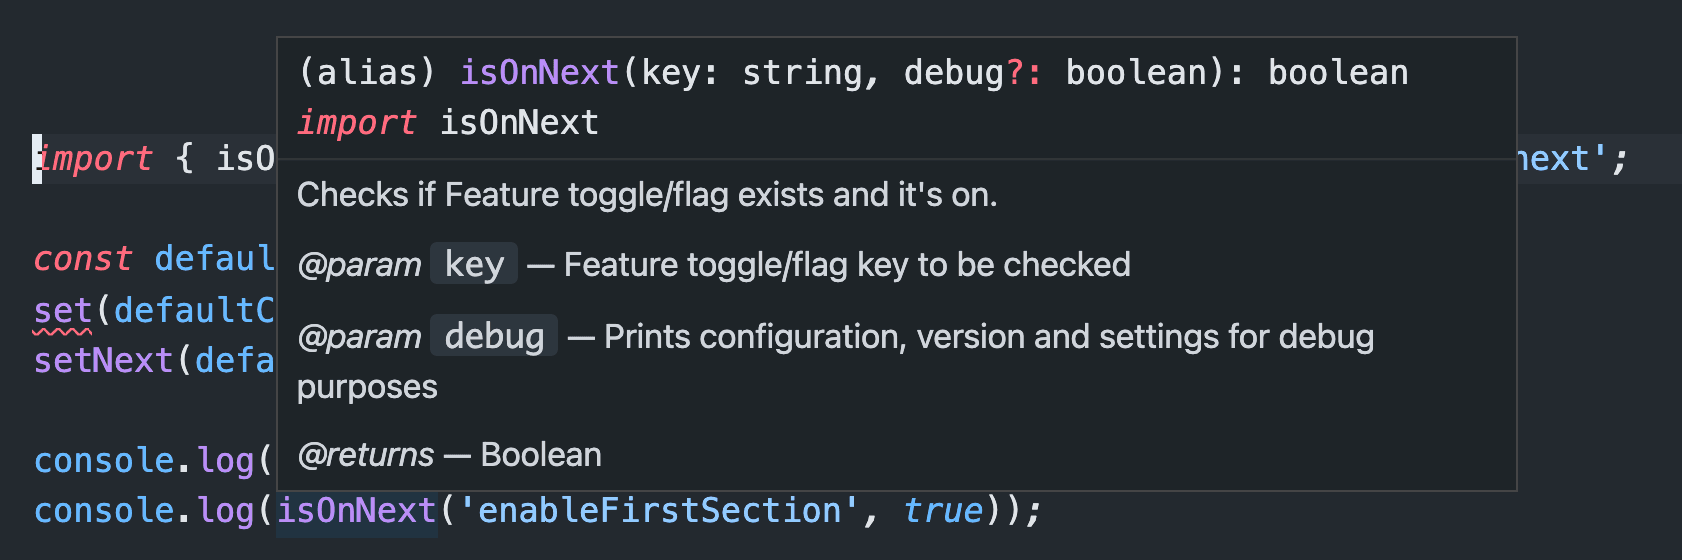 (alias) isOnNext(key: string, debug?: boolean): boolean
import isOnNext
import { isO next';
Checks if Feature toggle/flag exists and it's on.
const defaul
@param key — Feature toggle/flag key to be checked
set(defaultC
@param debug — Prints configuration, version and settings for debug
setNext(defa
purposes
console.log(
@returns — Boolean
console.log(isOnNext('enableFirstSection', true));